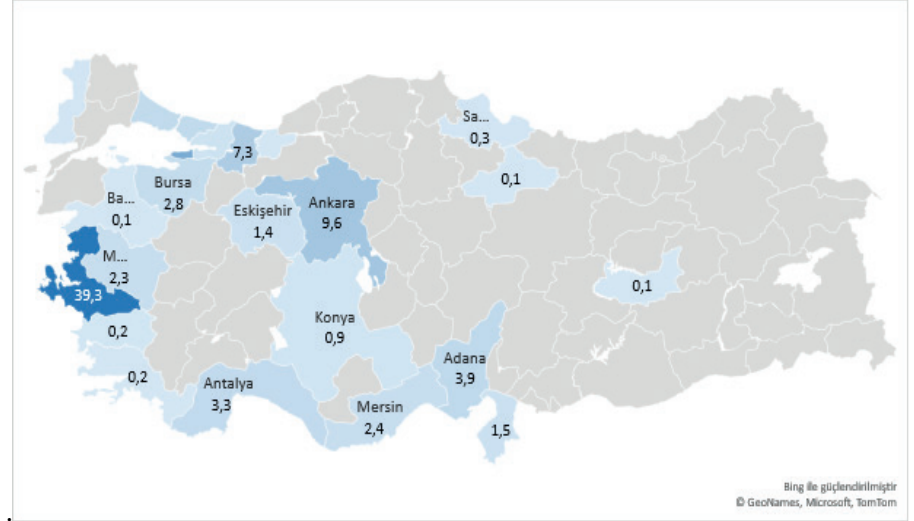 Sa...
0,3
7,3
0,1
Bursa
2,8
Ba...
0,1
Eskişehir
1,4
Ankara
9,6
M...
2,3
39,3
0,1
0,2
Konya
0,9
0,2
Antalya
3,3
Adana
3,9
Mersin
2,4
1,5
Bing ile güçlendirilmiştir
© GeoNames, Microsoft, TomTom
.